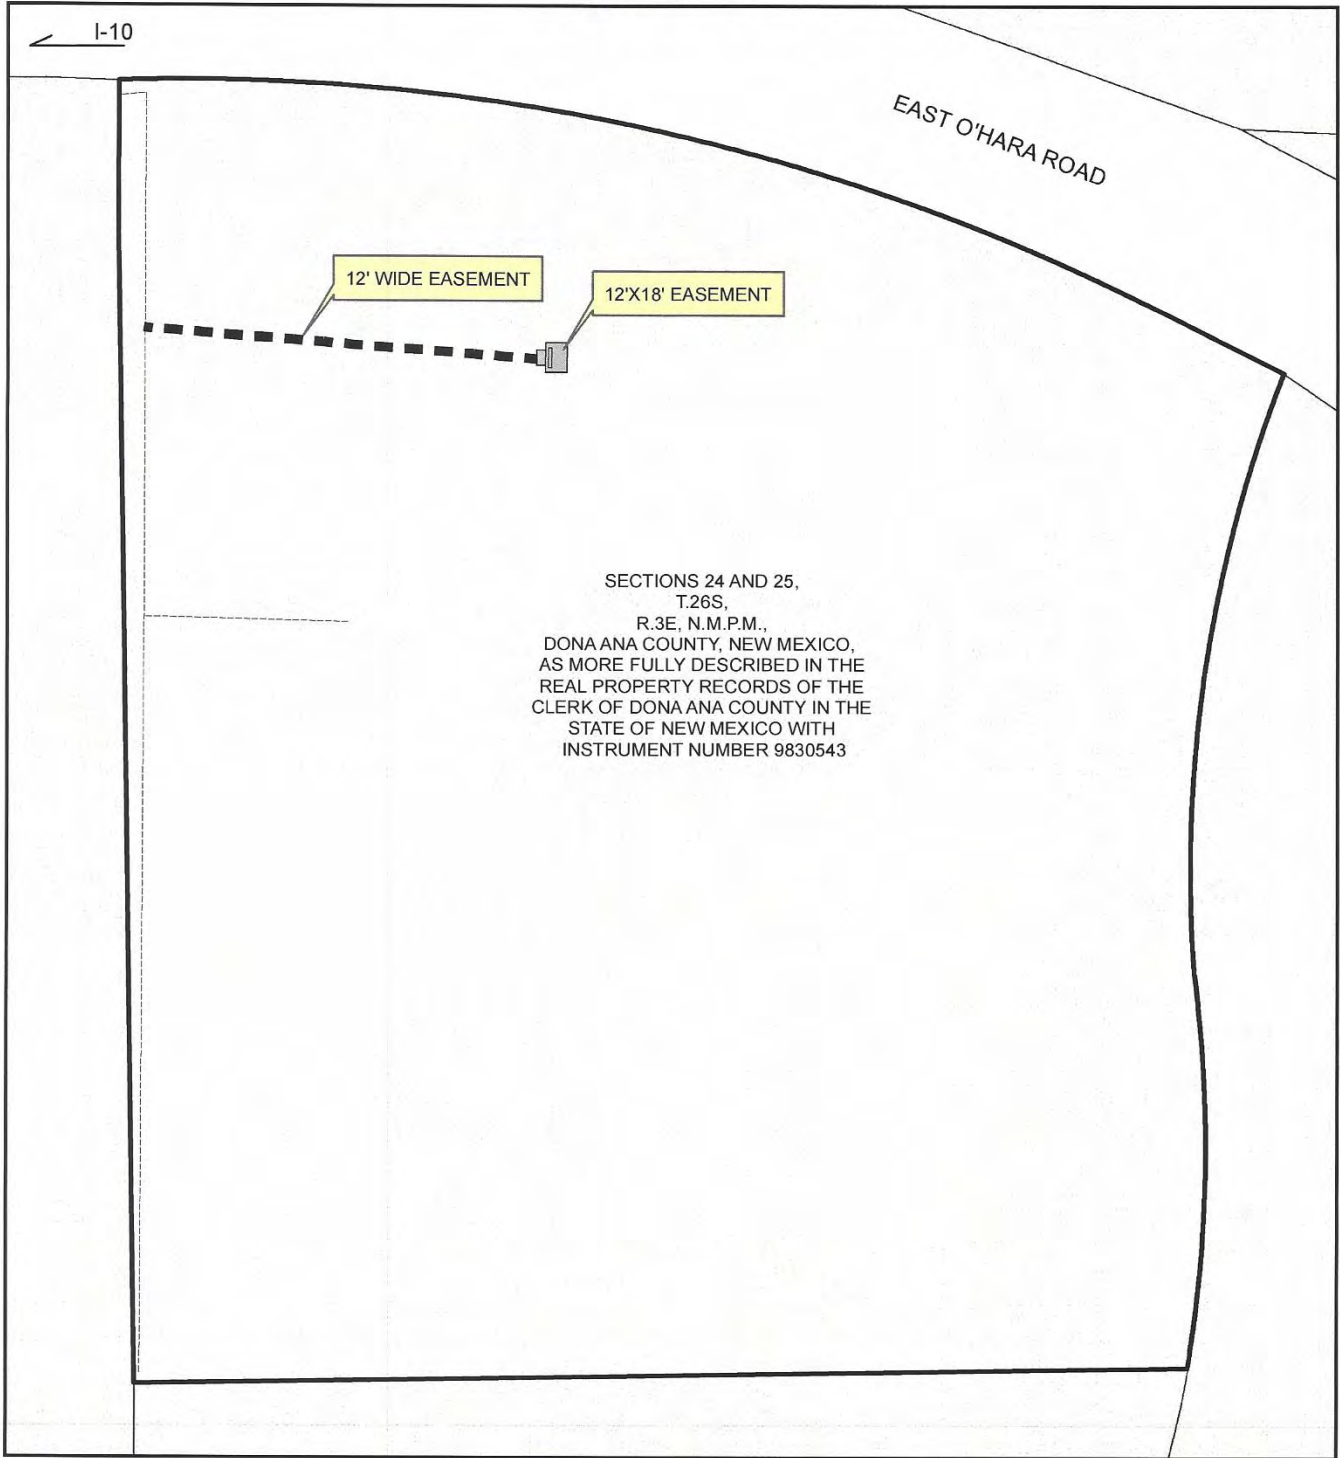 I-10
EAST O'HARA ROAD
12' WIDE EASEMENT
12'X18' EASEMENT
SECTIONS 24 AND 25,
T.26S,
R.3E, N.M.P.M.,
DONA ANA COUNTY, NEW MEXICO,
AS MORE FULLY DESCRIBED IN THE
REAL PROPERTY RECORDS OF THE
CLERK OF DONA ANA COUNTY IN THE
STATE OF NEW MEXICO WITH
INSTRUMENT NUMBER 9830543